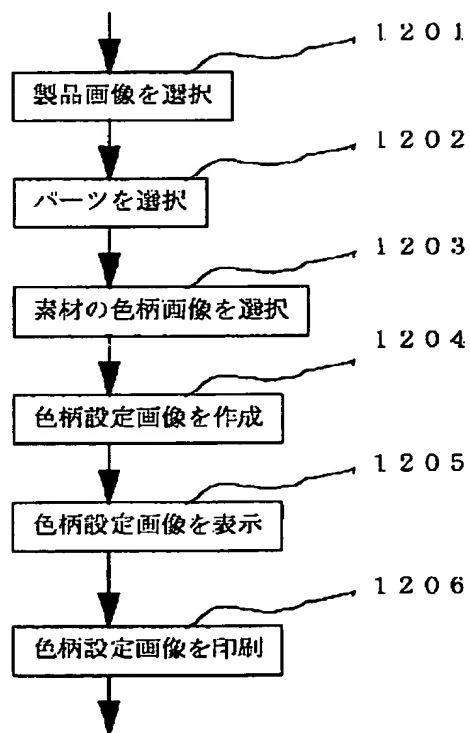 1201
製品画像を選択
1202
パーツを選択
1203
素材の色柄画像を選択
1204
色柄設定画像を作成
1205
色柄設定画像を表示
1206
色柄設定画像を印刷